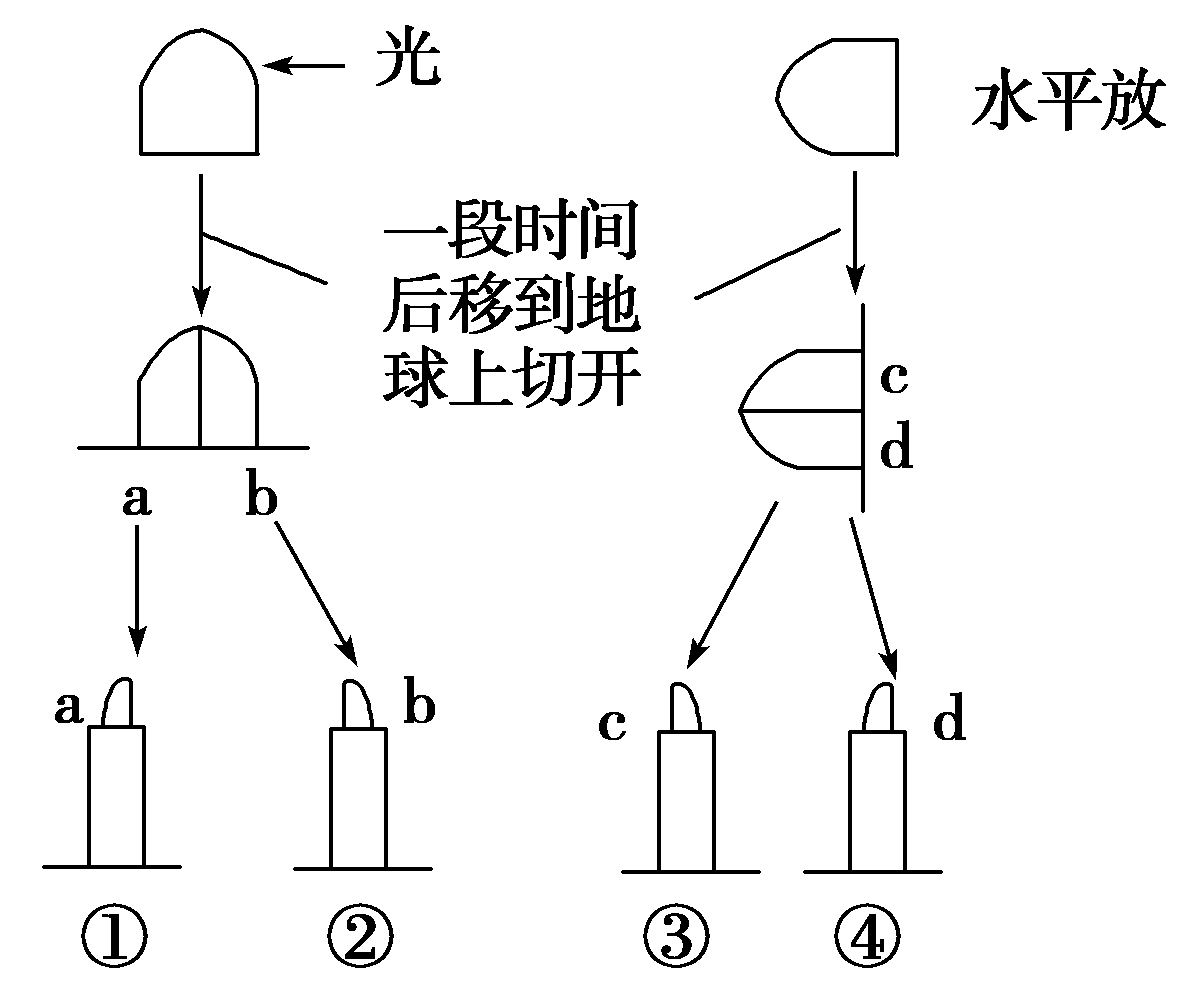 光
水平放
一段时间
后移到地
球上切开
c
d
a b
a b c d
① ② ③ ④